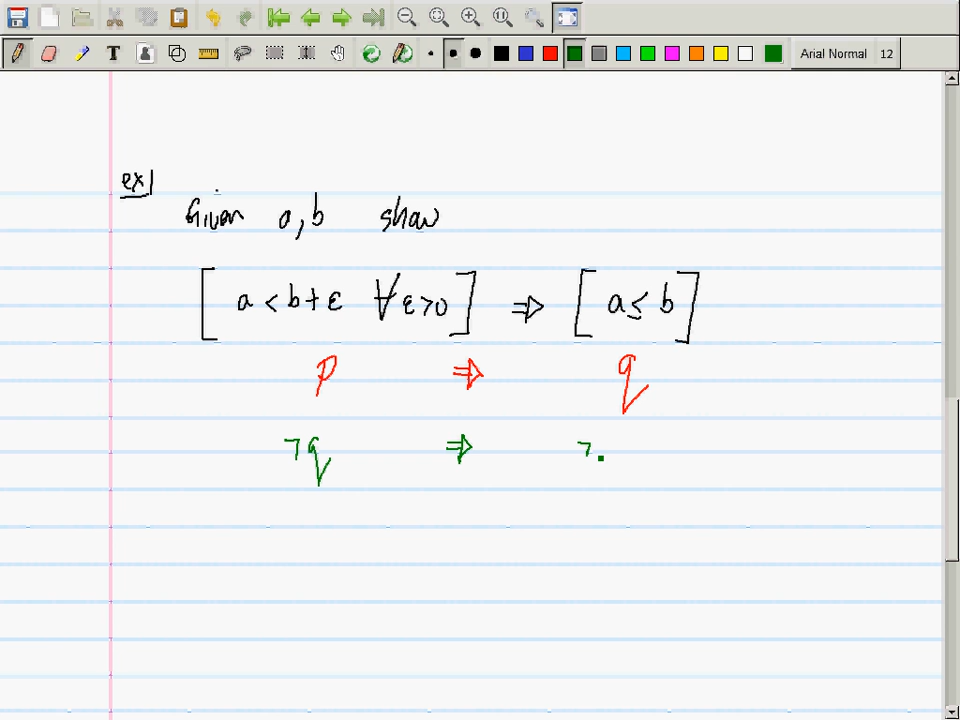 Arial Normal 12
ex1
Given a, b show
[a < b + ε ∀ε>0] ⇒ [a ≤ b]
p ⇒ q
¬q ⇒ ¬